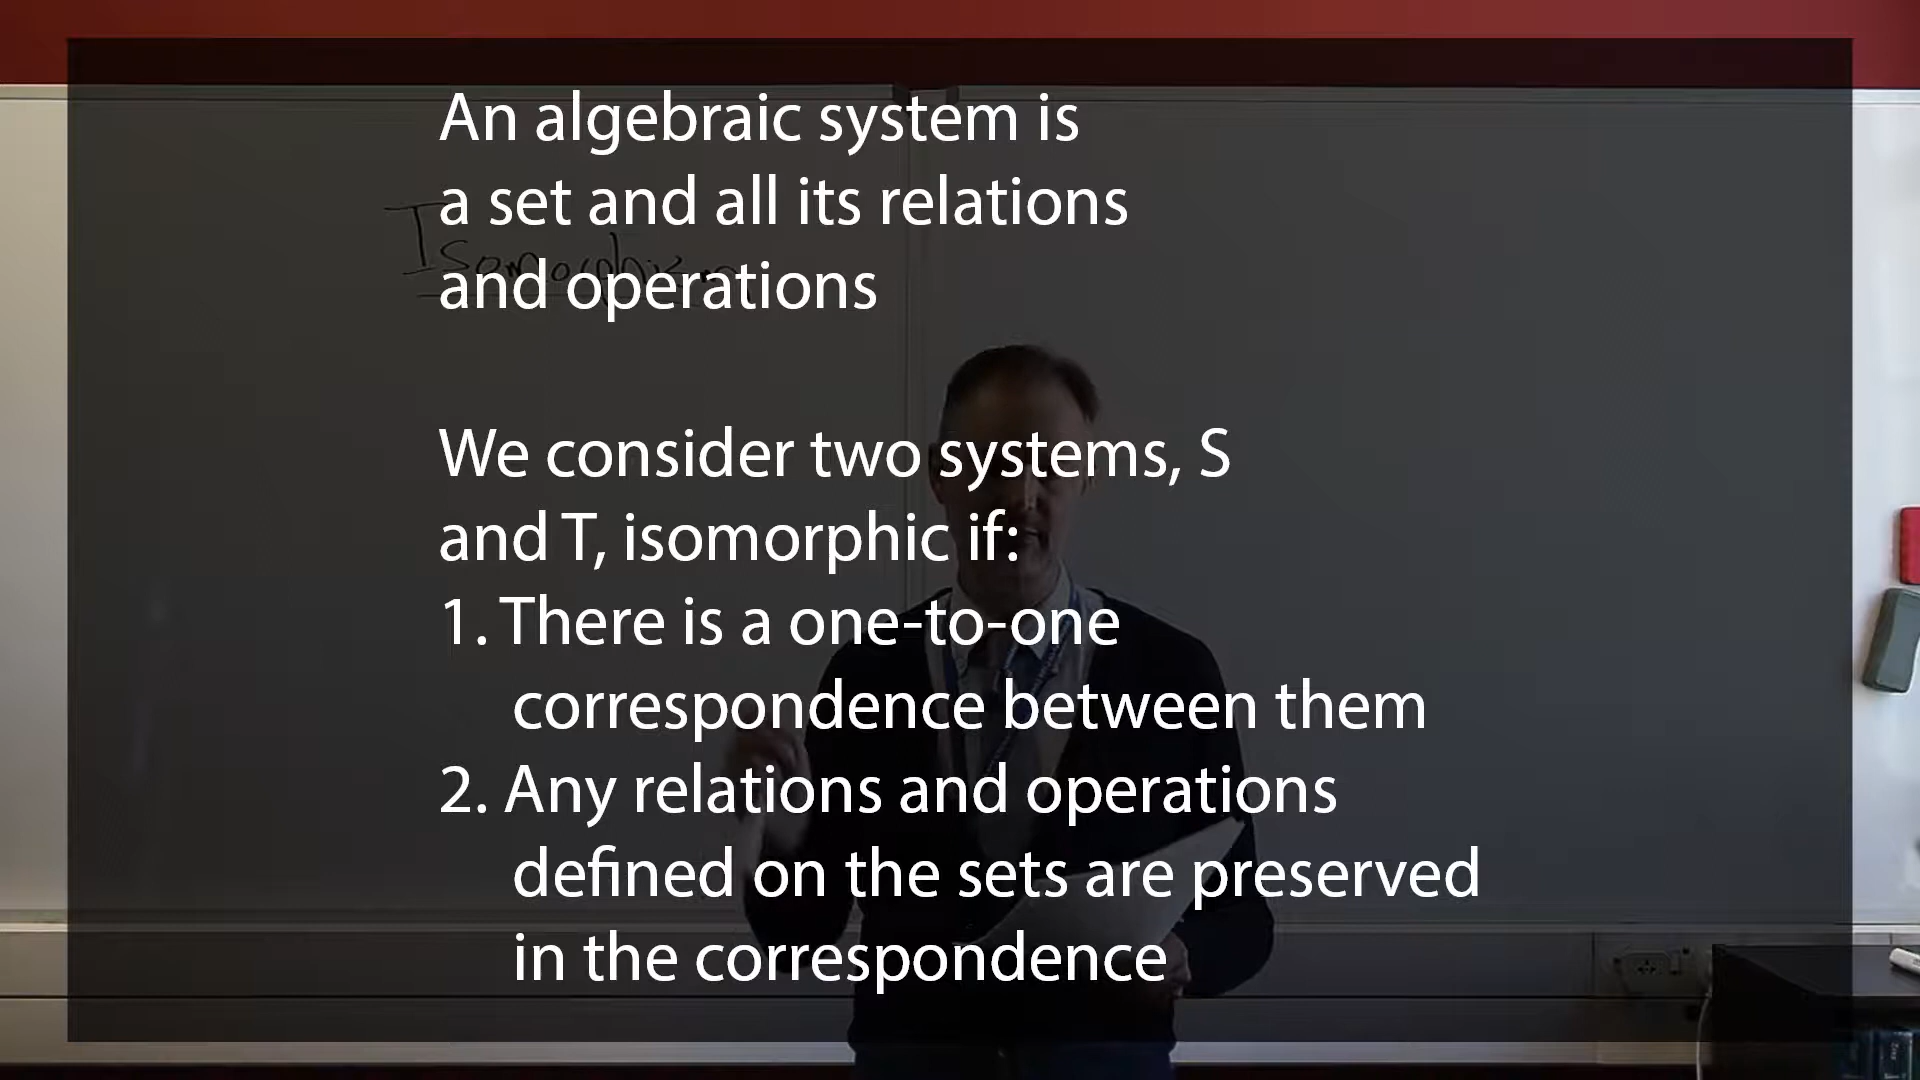 An algebraic system is
a set and all its relations
and operations
Isomorphism
We consider two systems, S
and T, isomorphic if:
1. There is a one-to-one
correspondence between them
2. Any relations and operations
defined on the sets are preserved
in the correspondence